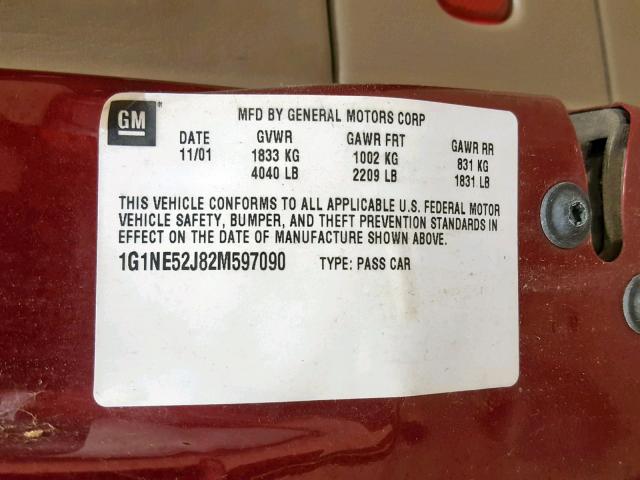 GM
MFD BY GENERAL MOTORS CORP
DATE GVWR GAWR FRT GAWR RR
11/01 1833 KG 1002 KG 831 KG
4040 LB 2209 LB 1831 LB
THIS VEHICLE CONFORMS TO ALL APPLICABLE U.S. FEDERAL MOTOR
VEHICLE SAFETY, BUMPER, AND THEFT PREVENTION STANDARDS IN
EFFECT ON THE DATE OF MANUFACTURE SHOWN ABOVE.
1G1NE52J82M597090 TYPE: PASS CAR